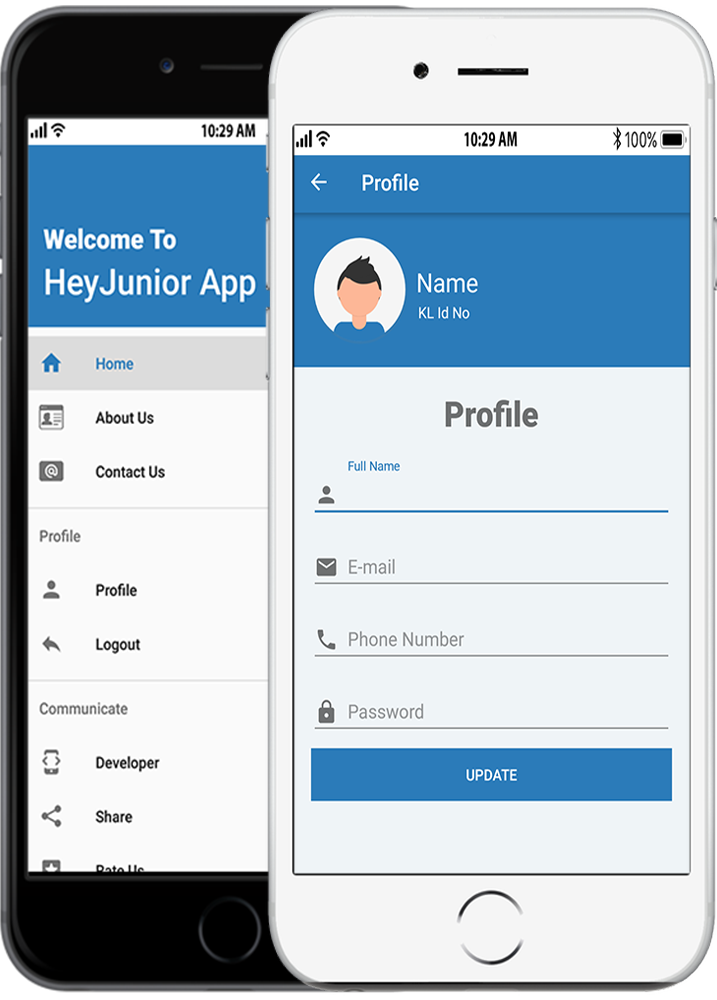 10:29 AM
Welcome To
HeyJunior App
Home
About Us
Contact Us
Profile
Profile
Logout
Communicate
Developer
Share
Rate Us
10:29 AM
100%
Profile
Name
KL Id No
Profile
Full Name
E-mail
Phone Number
Password
UPDATE